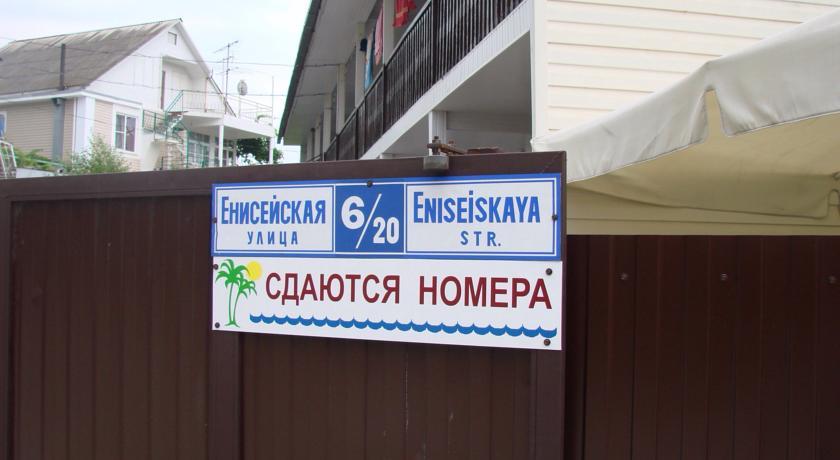 Енисейская
улица
6/20
Eniseiskaya
str.
СДАЮТСЯ НОМЕРА